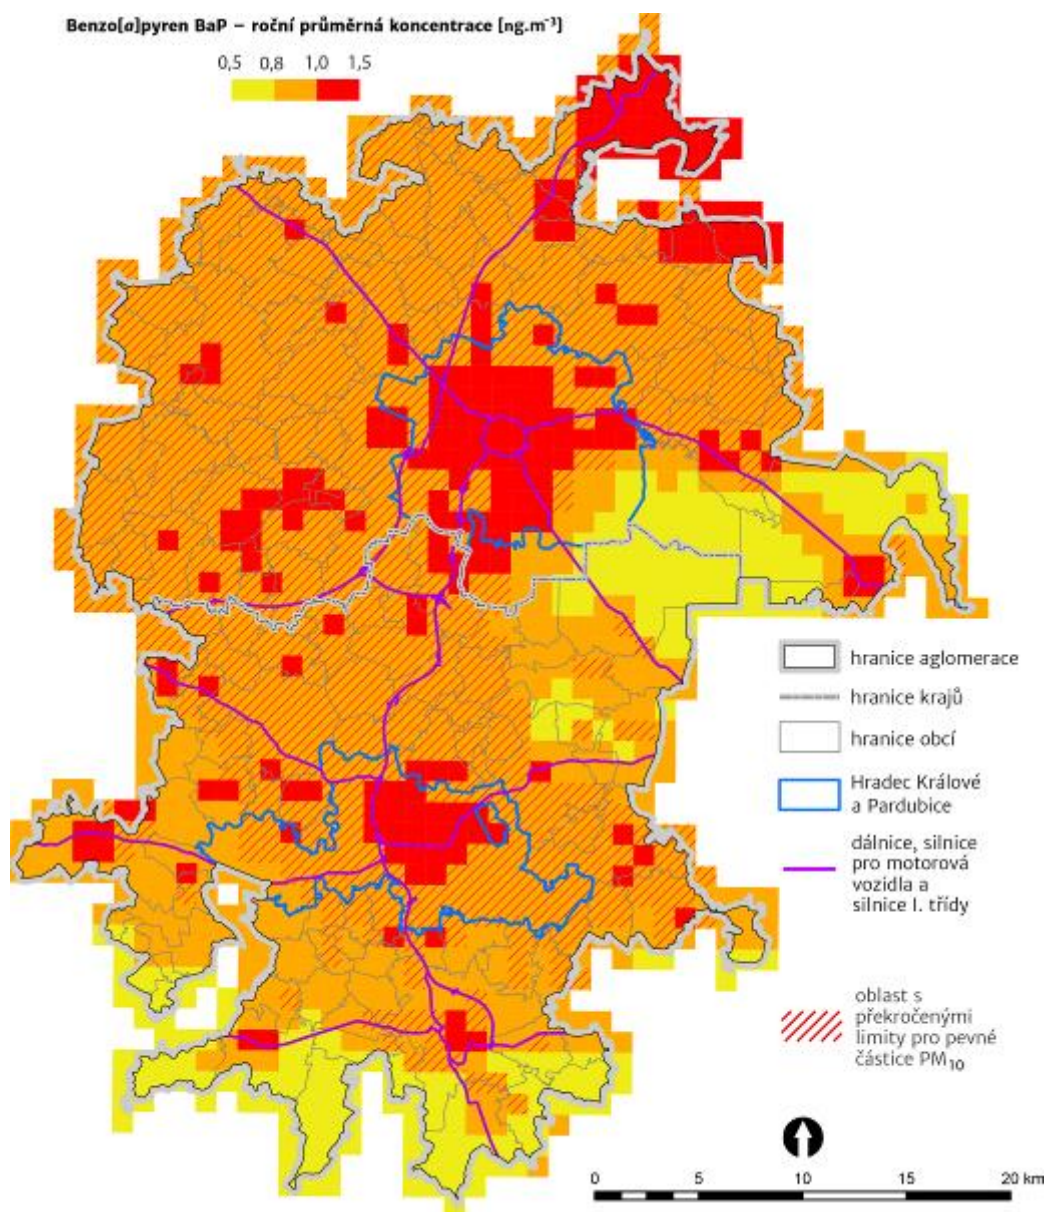 Benzo[a]pyren BaP – roční průměrná koncentrace [ng.m⁻³]
0,5 0,8 1,0 1,5
hranice aglomerace
hranice krajů
hranice obcí
Hradec Králové
a Pardubice
dálnice, silnice
pro motorová
vozidla a
silnice I. třídy
oblast s
překročenými
limity pro pevné
částice PM₁₀
0 5 10 15 20 km